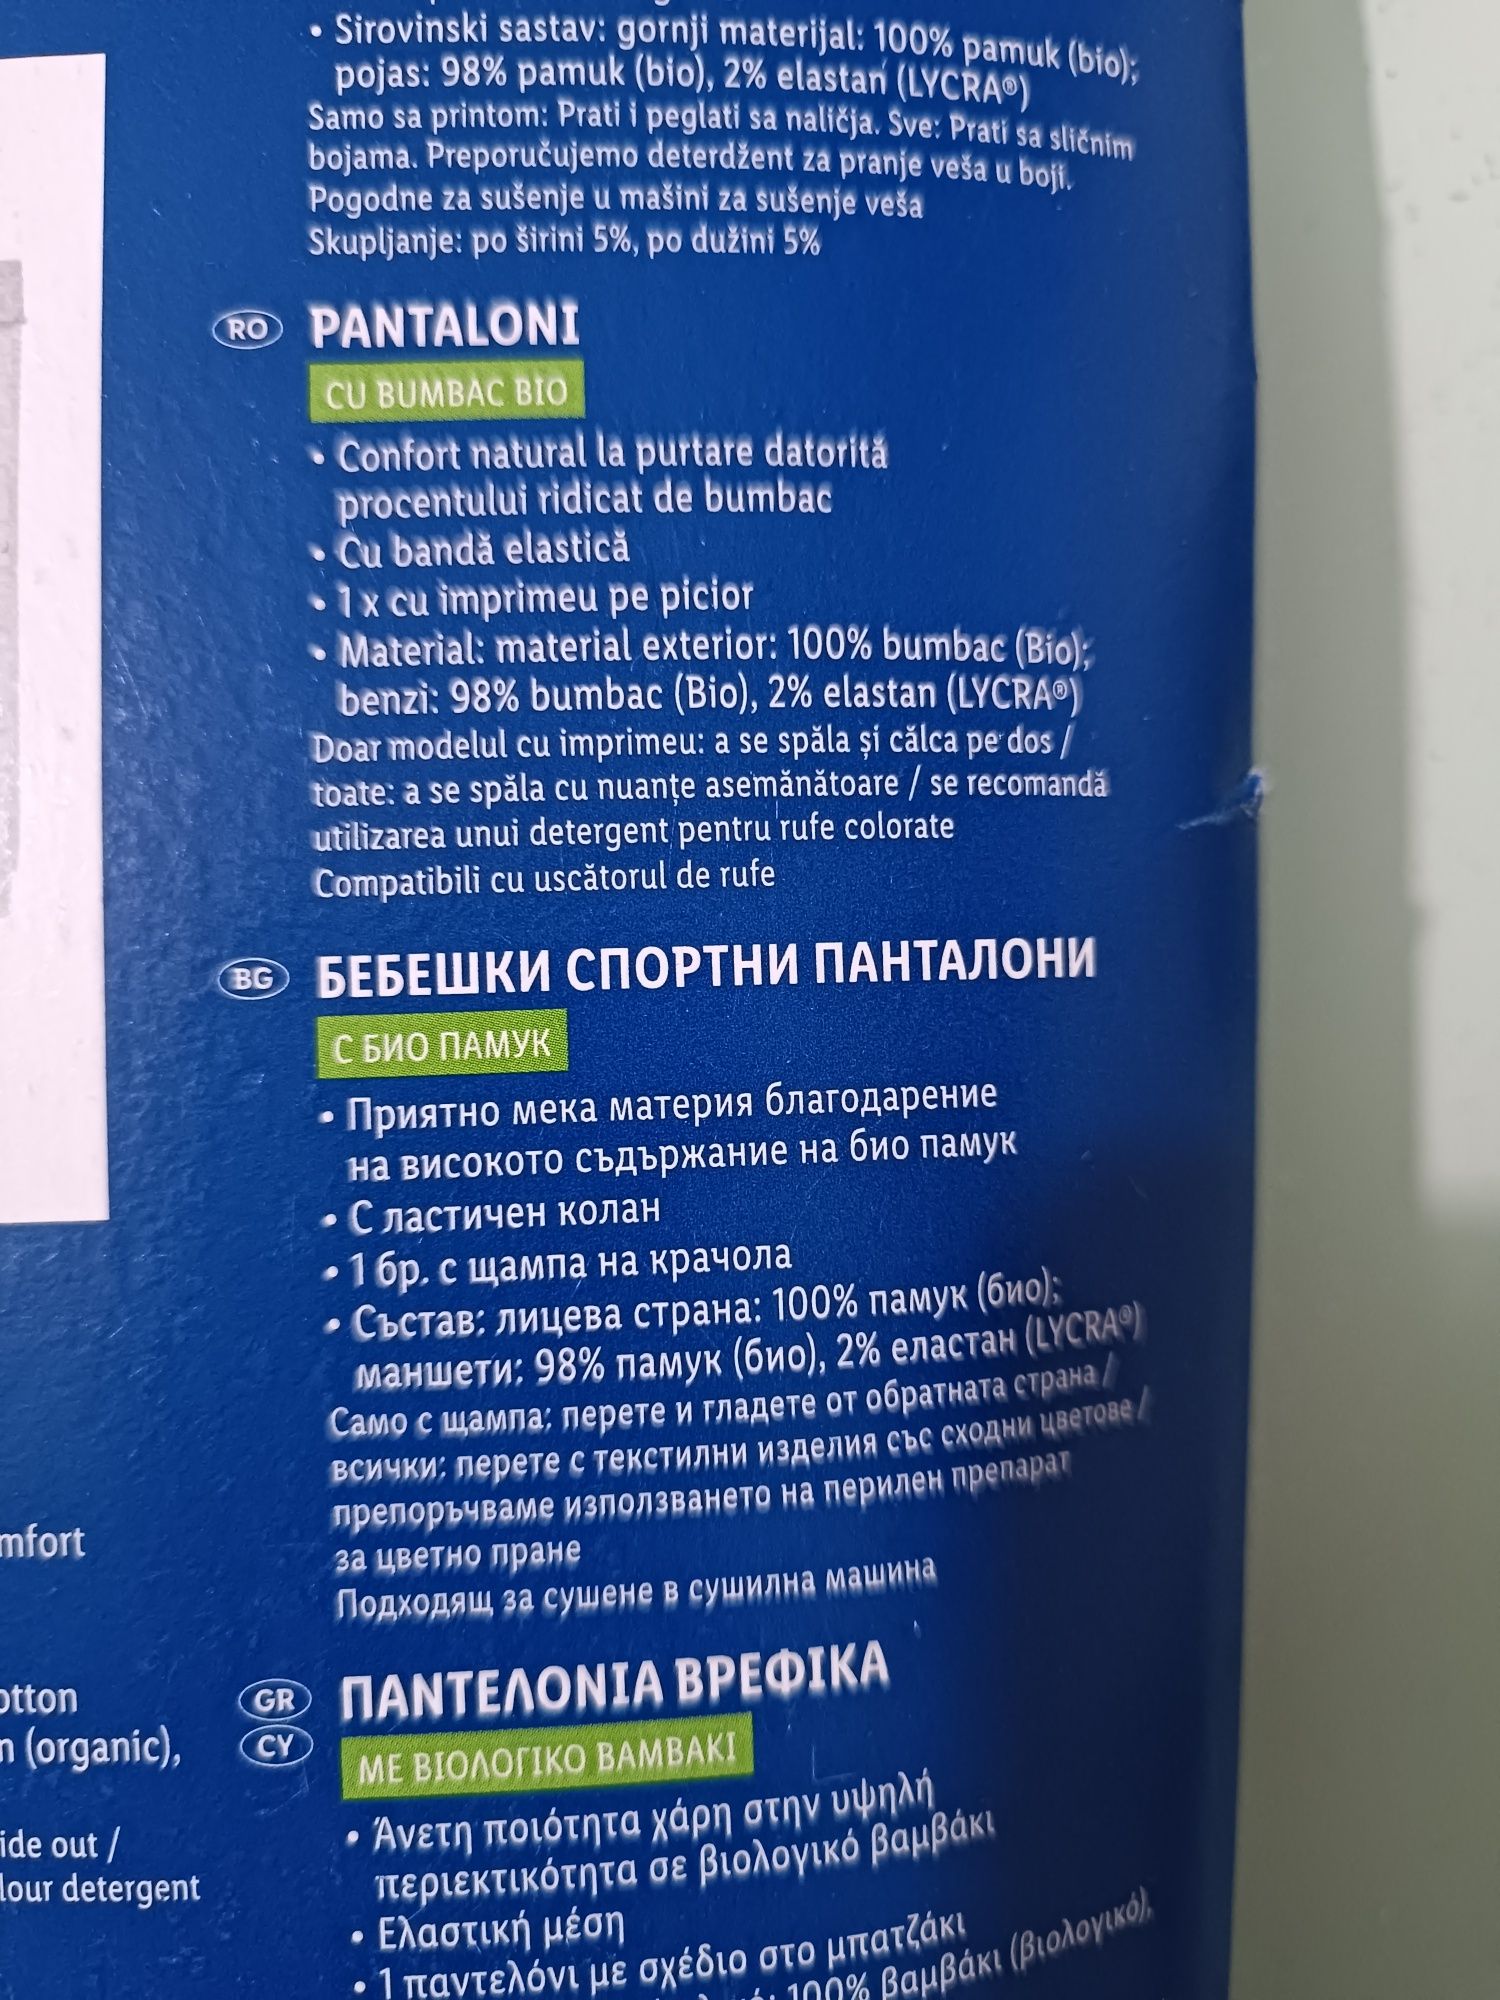 • Sirovinski sastav: gornji materijal: 100% pamuk (bio);
pojas: 98% pamuk (bio), 2% elastan (LYCRA®)
Samo sa printom: Prati i peglati sa naličja. Sve: Prati sa sličnim
bojama. Preporučujemo deterdžent za pranje veša u boji.
Pogodne za sušenje u mašini za sušenje veša
Skupljanje: po širini 5%, po dužini 5%
RO PANTALONI
CU BUMBAC BIO
• Confort natural la purtare datorită
procentului ridicat de bumbac
• Cu bandă elastică
• 1 x cu imprimeu pe picior
• Material: material exterior: 100% bumbac (Bio);
benzi: 98% bumbac (Bio), 2% elastan (LYCRA®)
Doar modelul cu imprimeu: a se spăla și călca pe dos /
toate: a se spăla cu nuanțe asemănătoare / se recomandă
utilizarea unui detergent pentru rufe colorate
Compatibili cu uscătorul de rufe
BG БЕБЕШКИ СПОРТНИ ПАНТАЛОНИ
С БИО ПАМУК
• Приятно мека материя благодарение
на високото съдържание на био памук
• С ластичен колан
• 1 бр. с щампа на крачола
• Състав: лицева страна: 100% памук (био);
маншети: 98% памук (био), 2% еластан (LYCRA®)
Само с щампа: перете и гладете от обратната страна /
всички: перете с текстилни изделия със сходни цветове /
препоръчваме използването на перилен препарат
за цветно пране
Подходящ за сушене в сушилна машина
GR CY ΠΑΝΤΕΛΟΝΙΑ ΒΡΕΦΙΚΑ
ΜΕ ΒΙΟΛΟΓΙΚΟ ΒΑΜΒΑΚΙ
• Άνετη ποιότητα χάρη στην υψηλή
περιεκτικότητα σε βιολογικό βαμβάκι
• Ελαστική μέση
• 1 παντελόνι με σχέδιο στο μπατζάκι
100% βαμβάκι (βιολογικό),
mfort
otton
n (organic),
ide out /
lour detergent